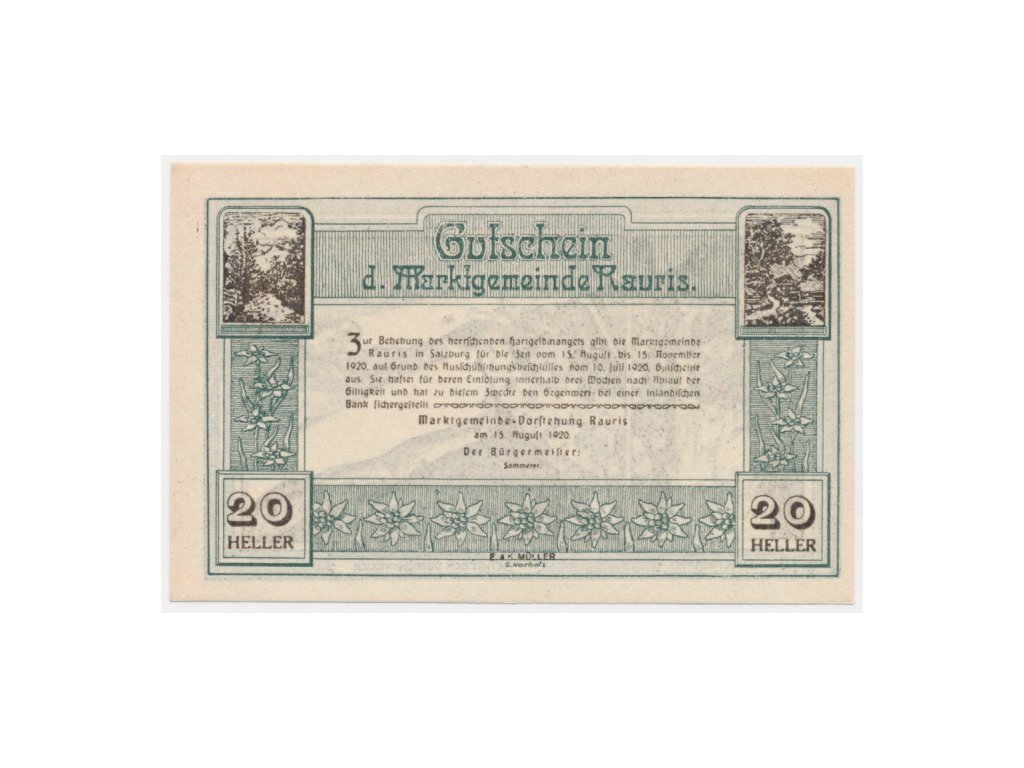 Gutschein
d. Marktgemeinde Rauris.
Zur Behebung des herrschenden Hartgeldmangels gibt die Marktgemeinde
Rauris in Salzburg für die Zeit vom 15. August bis 15. November
1920, auf Grund des Ausschußsitzungsbeschlusses vom 10. Juli 1920, Gutscheine
aus. Sie haftet für deren Einlösung innerhalb drei Wochen nach Ablauf der
Giltigkeit und hat zu diesem Zwecke den Gegenwert bei einer inländischen
Bank sichergestellt
Marktgemeinde-Vorstehung Rauris
am 15. August 1920.
Der Bürgermeister:
Sommerer.
20
HELLER
20
HELLER
R. & K. MÜLLER